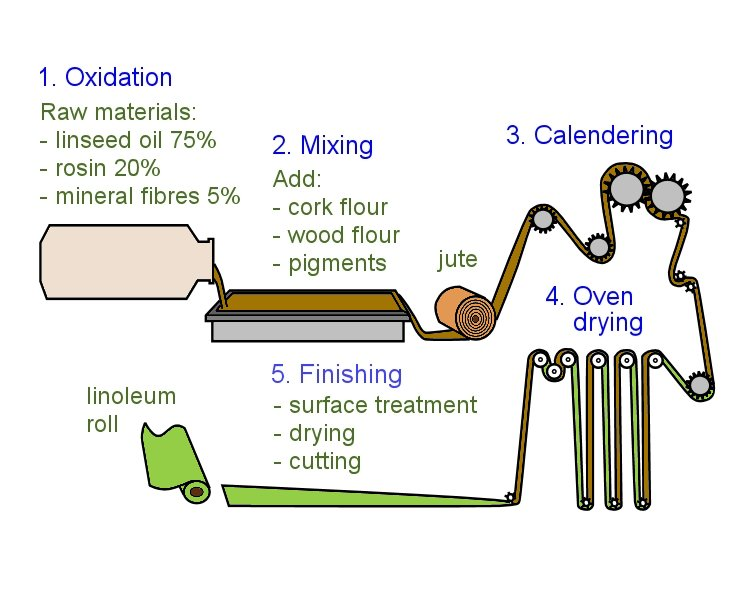 1. Oxidation
Raw materials:
- linseed oil 75%
- rosin 20%
- mineral fibres 5%
2. Mixing
Add:
- cork flour
- wood flour
- pigments
jute
3. Calendering
4. Oven
drying
5. Finishing
- surface treatment
- drying
- cutting
linoleum
roll